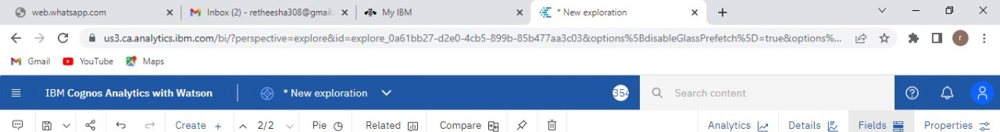 web.whatsapp.com Inbox (2) - retheesha308@gmail. My IBM * New exploration
us3.ca.analytics.ibm.com/bi/?perspective=explore&id=explore_0a61bb27-d2e0-4cb5-899b-85b477aa3c03&options%5BdisableGlassPrefetch%5D=true&options%... r
Gmail YouTube Maps
IBM Cognos Analytics with Watson * New exploration 354 Search content
Create + 2/2 Pie Related Compare Analytics Details Fields Properties